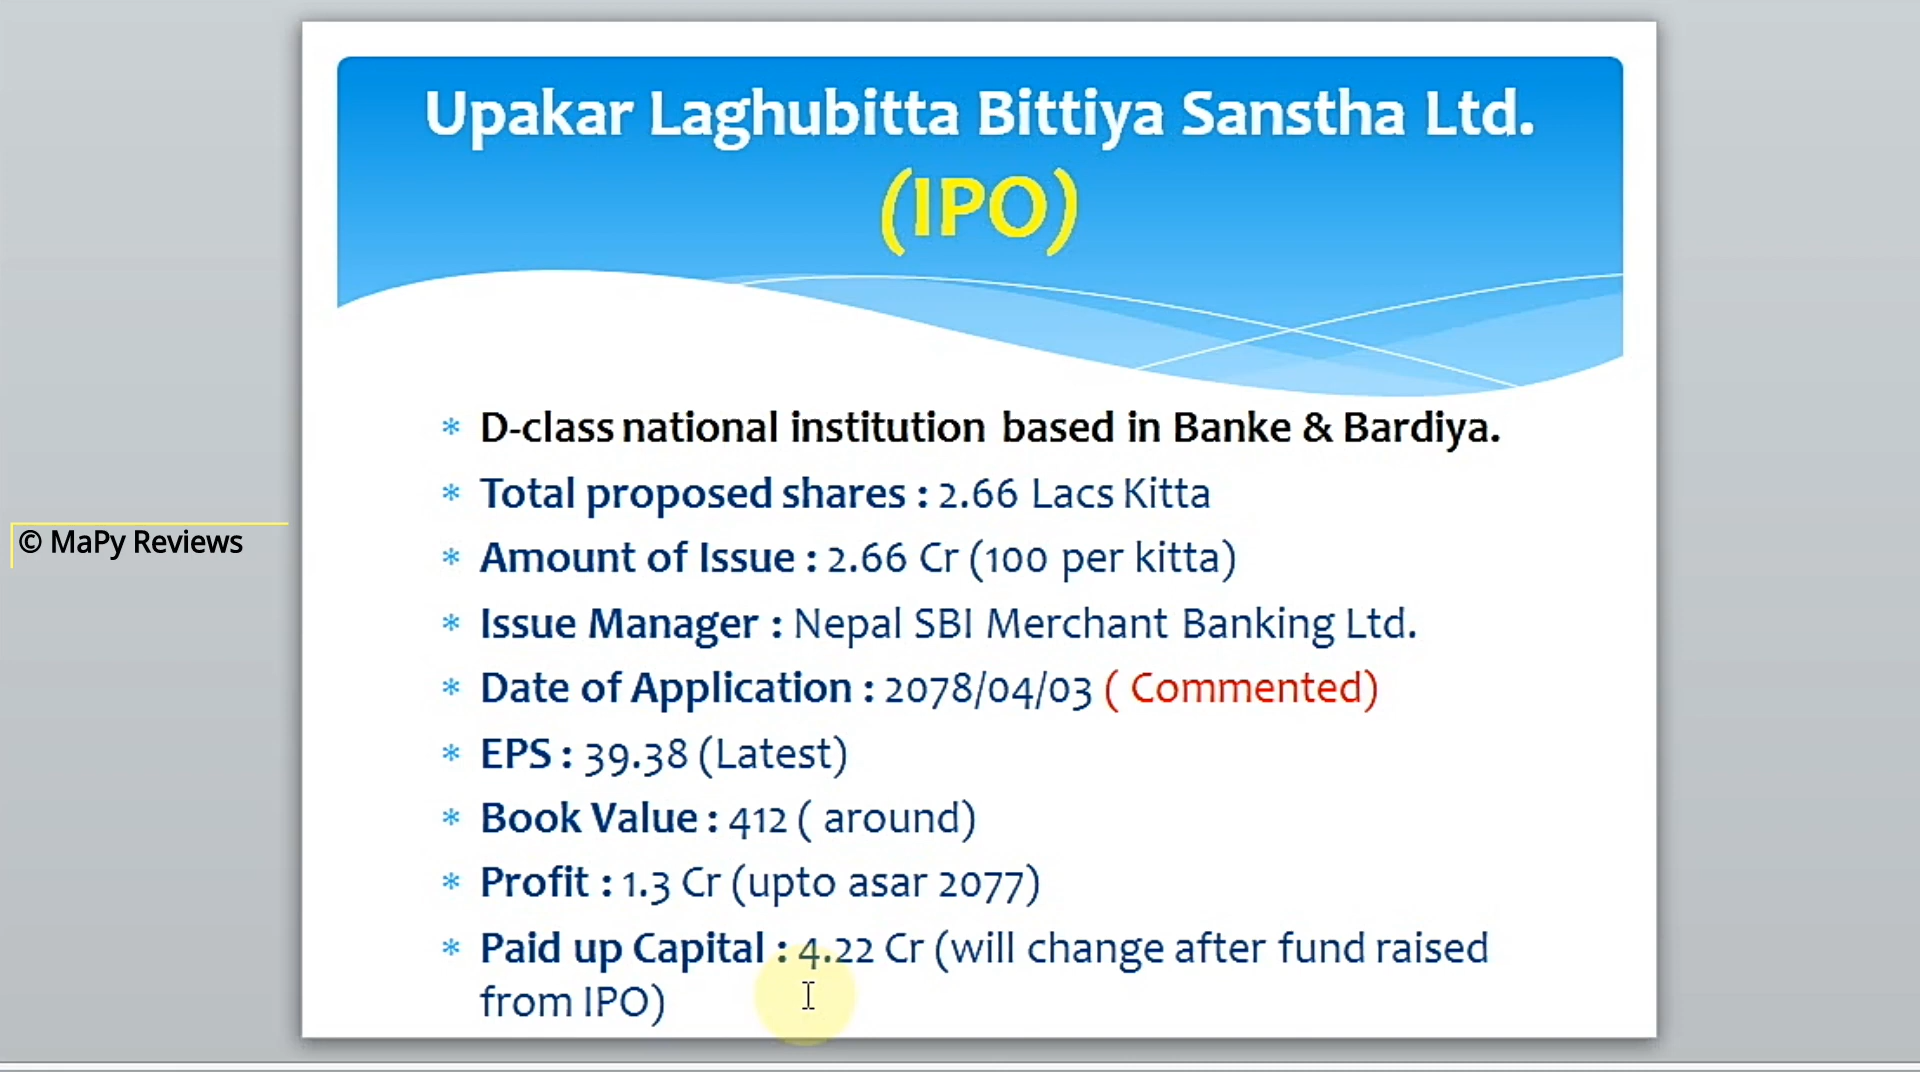 Upakar Laghubitta Bittiya Sanstha Ltd.
(IPO)
* D-class national institution based in Banke & Bardiya.
* Total proposed shares : 2.66 Lacs Kitta
* Amount of Issue : 2.66 Cr (100 per kitta)
© MaPy Reviews
* Issue Manager : Nepal SBI Merchant Banking Ltd.
* Date of Application : 2078/04/03 ( Commented)
* EPS : 39.38 (Latest)
* Book Value : 412 ( around)
* Profit : 1.3 Cr (upto asar 2077)
* Paid up Capital : 4.22 Cr (will change after fund raised
from IPO)